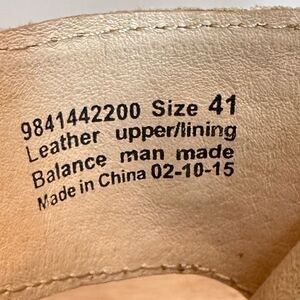 9841442200 Size 41
Leather upper/lining
Balance man made
Made in China 02-10-15